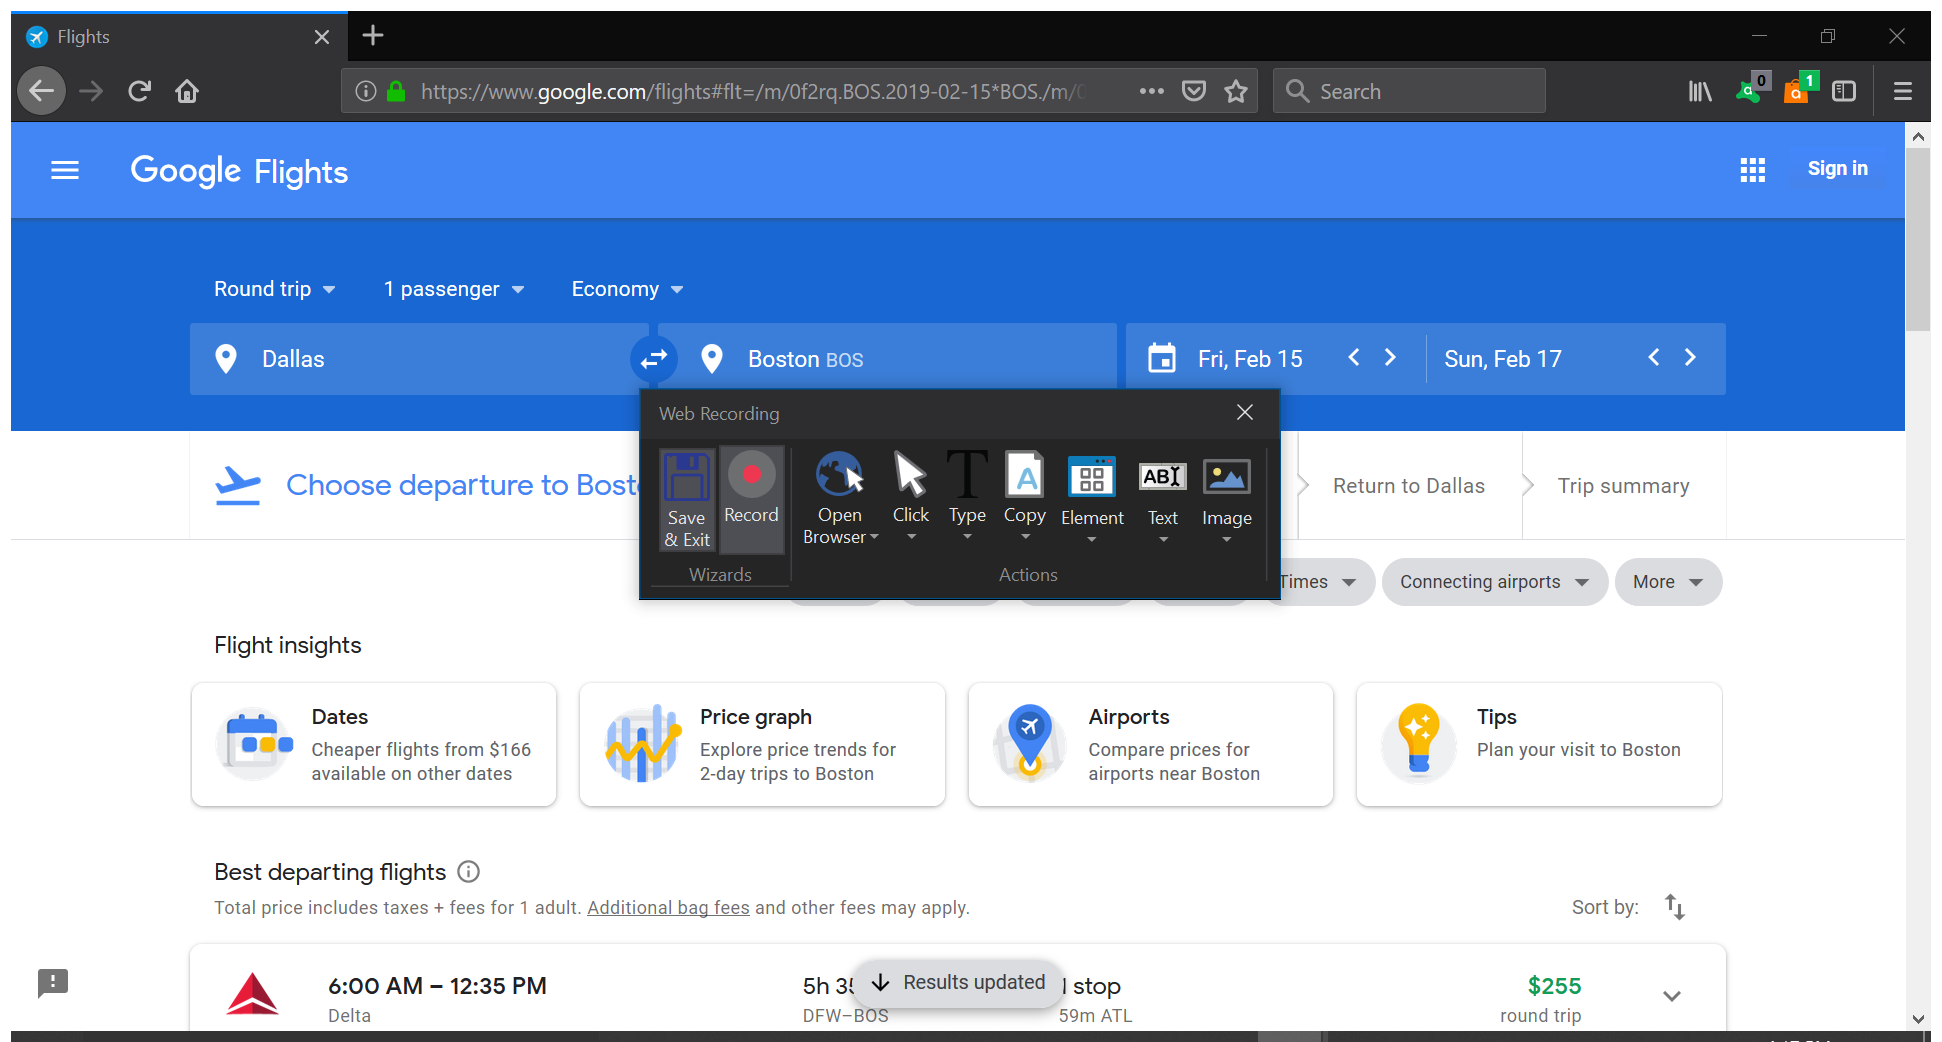 Flights
https://www.google.com/flights#flt=/m/0f2rq.BOS.2019-02-15*BOS./m/0
Search
0
1
Google Flights
Sign in
Round trip
1 passenger
Economy
Dallas
Boston BOS
Fri, Feb 15
Sun, Feb 17
Web Recording
Save & Exit
Record
Open Browser
Click
Type
Copy
Element
Text
Image
Wizards
Actions
Choose departure to Bost
Return to Dallas
Trip summary
Times
Connecting airports
More
Flight insights
Dates
Cheaper flights from $166
available on other dates
Price graph
Explore price trends for
2-day trips to Boston
Airports
Compare prices for
airports near Boston
Tips
Plan your visit to Boston
Best departing flights
Total price includes taxes + fees for 1 adult. Additional bag fees and other fees may apply.
Sort by:
6:00 AM – 12:35 PM
5h 35
Results updated
stop
$255
Delta
DFW–BOS
59m ATL
round trip